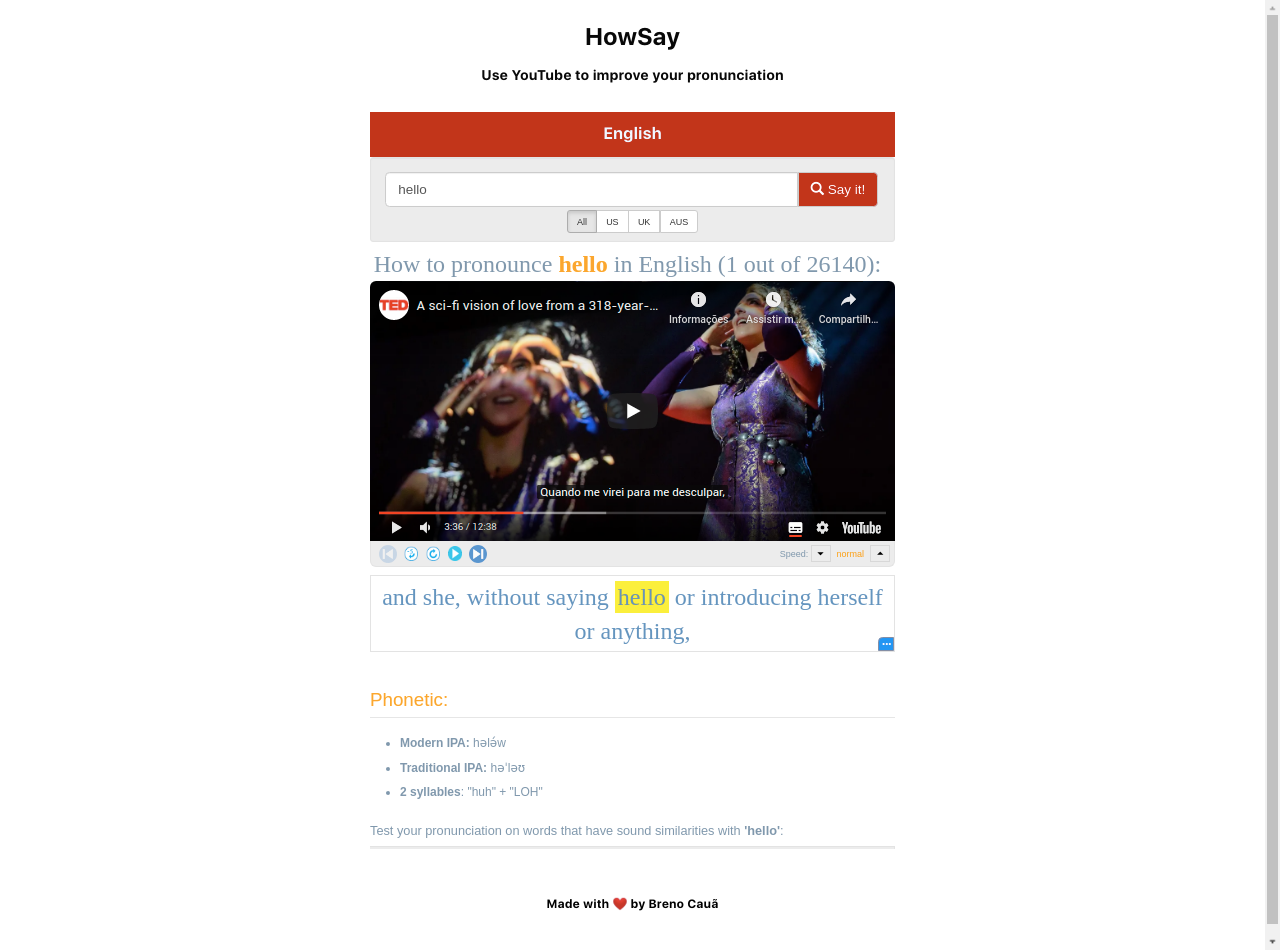 HowSay
Use YouTube to improve your pronunciation
English
hello
Say it!
All US UK AUS
How to pronounce hello in English (1 out of 26140):
TED
A sci-fi vision of love from a 318-year-...
Informações Assistir m... Compartilh...
Quando me virei para me desculpar,
3:36 / 12:38
YouTube
Speed: normal
and she, without saying hello or introducing herself
or anything,
Phonetic:
Modern IPA: hələ́w
Traditional IPA: həˈləʊ
2 syllables: "huh" + "LOH"
Test your pronunciation on words that have sound similarities with 'hello':
Made with ❤️ by Breno Cauã